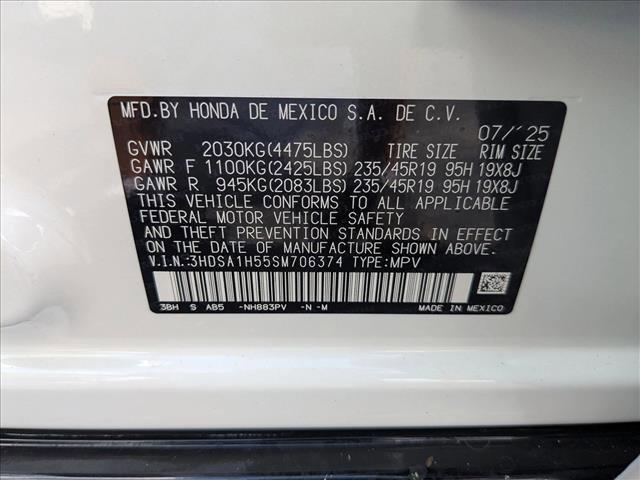 MFD.BY HONDA DE MEXICO S.A. DE C.V.
07/'25
GVWR 2030KG(4475LBS) TIRE SIZE RIM SIZE
GAWR F 1100KG(2425LBS) 235/45R19 95H 19X8J
GAWR R 945KG(2083LBS) 235/45R19 95H 19X8J
THIS VEHICLE CONFORMS TO ALL APPLICABLE
FEDERAL MOTOR VEHICLE SAFETY
AND THEFT PREVENTION STANDARDS IN EFFECT
ON THE DATE OF MANUFACTURE SHOWN ABOVE.
V.I.N.:3HDSA1H55SM706374 TYPE:MPV
3BH S AB5 -NH883PV -N -M MADE IN MEXICO